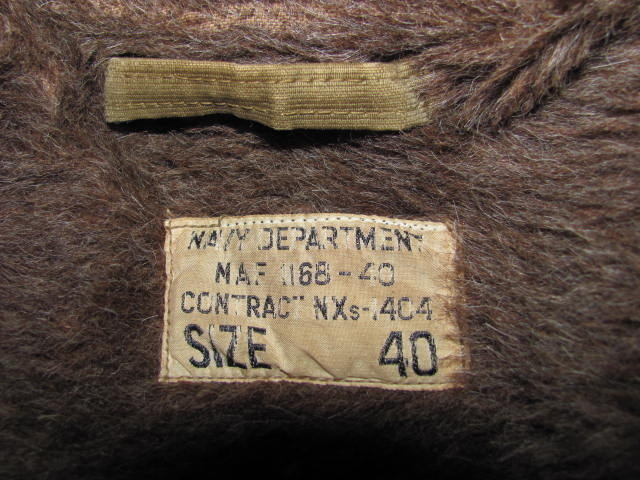 NAVY DEPARTMENT
NAF 1168-40
CONTRACT NXs-1404
SIZE 40